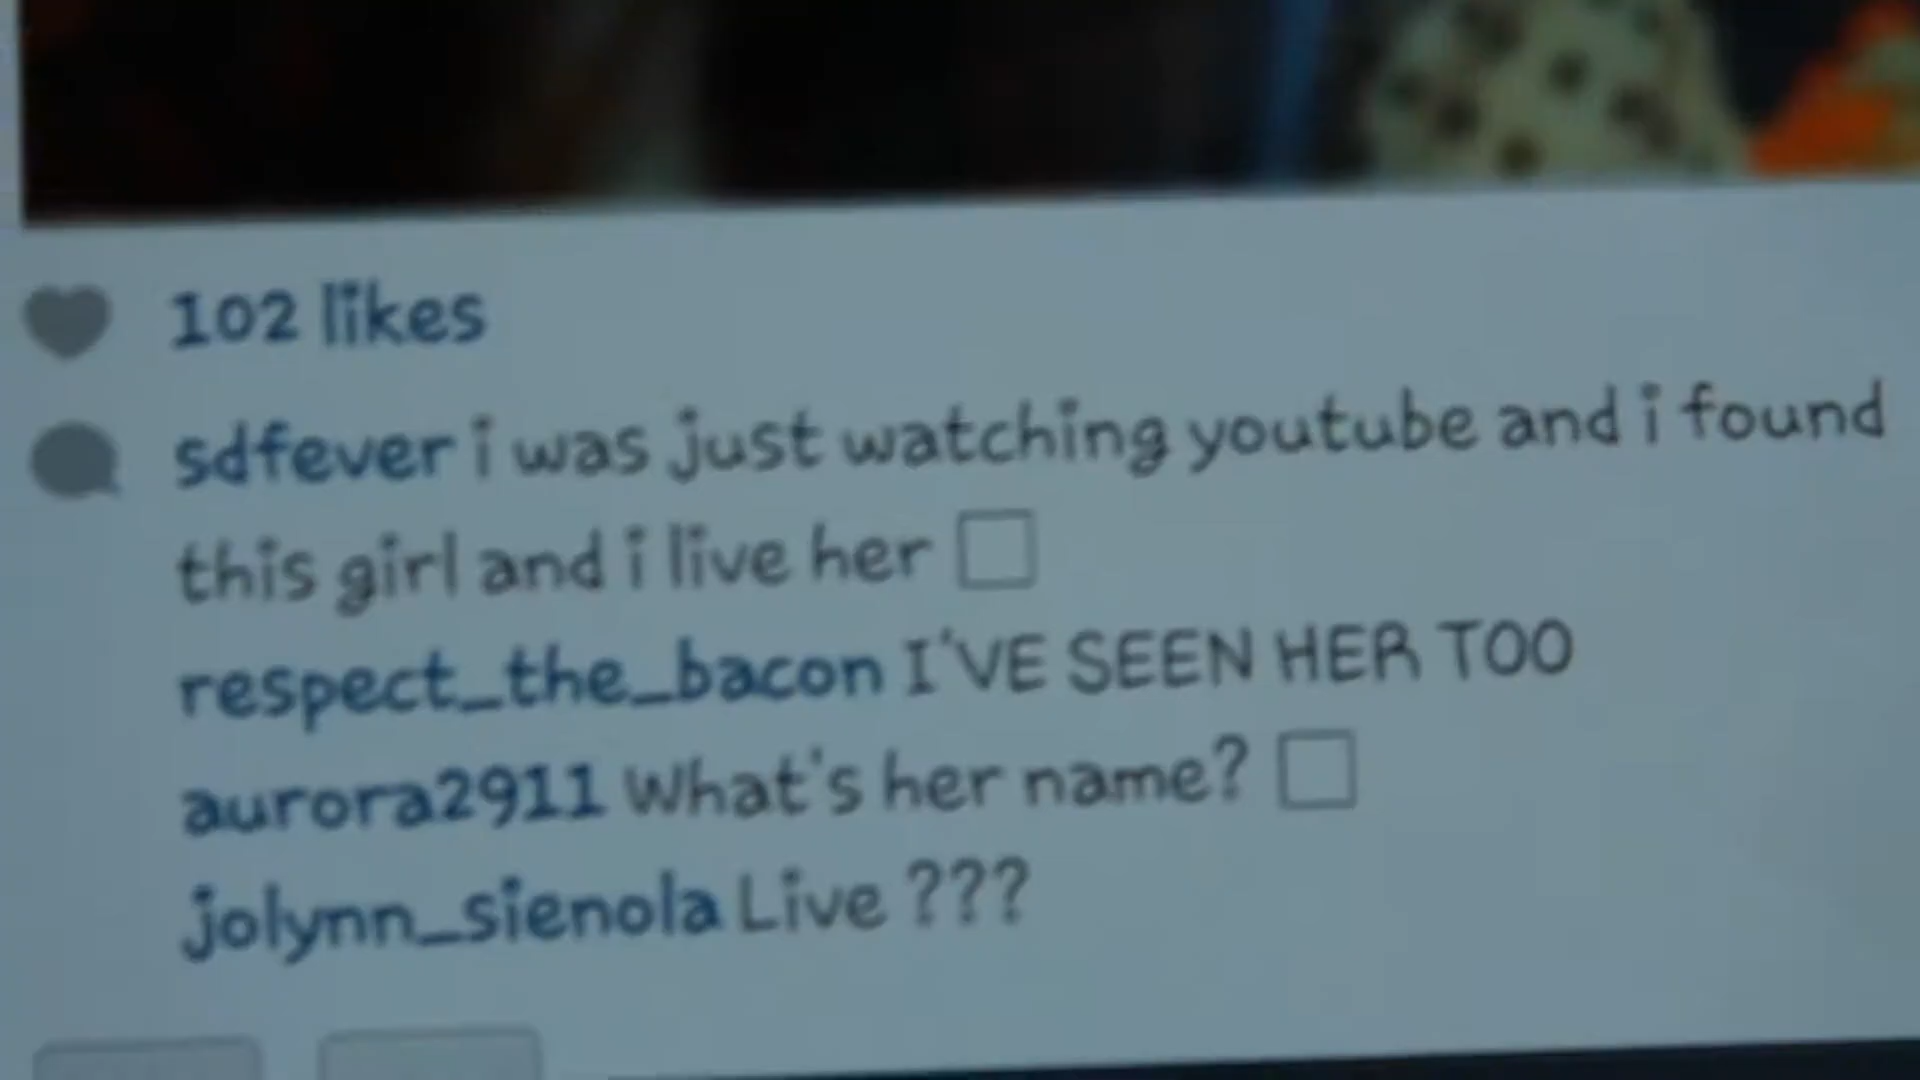 102 likes
sdfever i was just watching youtube and i found
this girl and i live her □
respect_the_bacon I'VE SEEN HER TOO
aurora2911 What's her name? □
jolynn_sienola Live ???